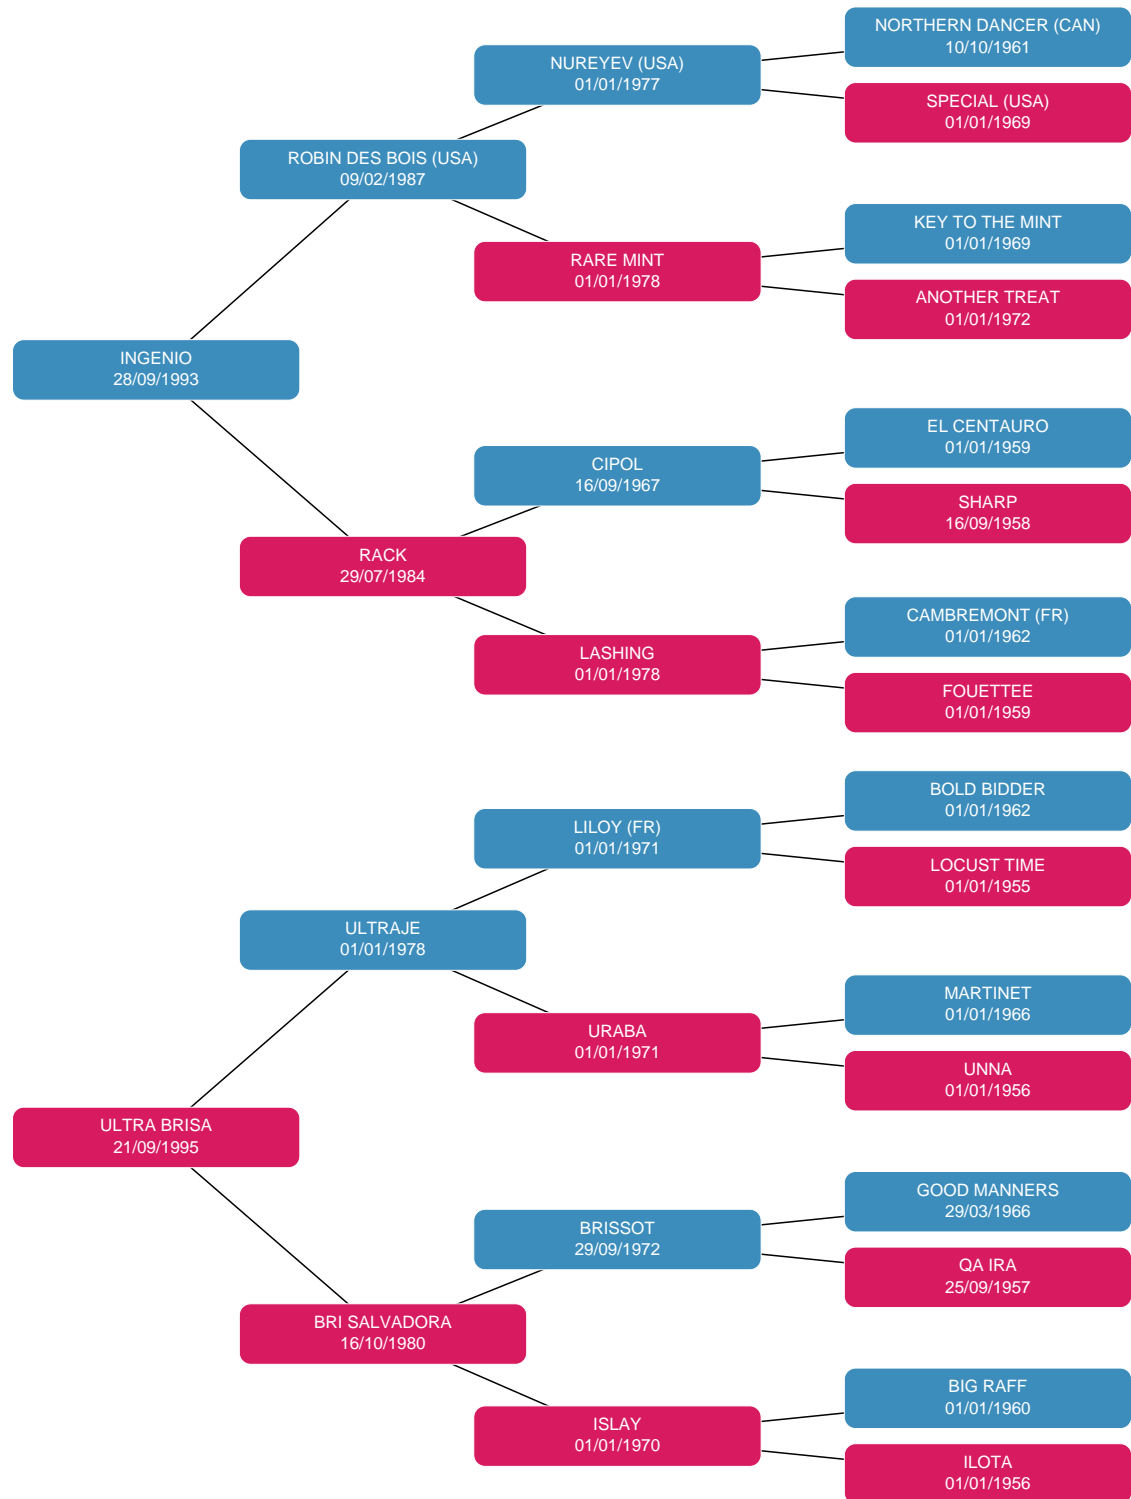 NORTHERN DANCER (CAN)
10/10/1961
NUREYEV (USA)
01/01/1977
SPECIAL (USA)
01/01/1969
ROBIN DES BOIS (USA)
09/02/1987
KEY TO THE MINT
01/01/1969
RARE MINT
01/01/1978
ANOTHER TREAT
01/01/1972
INGENIO
28/09/1993
EL CENTAURO
01/01/1959
CIPOL
16/09/1967
SHARP
16/09/1958
RACK
29/07/1984
CAMBREMONT (FR)
01/01/1962
LASHING
01/01/1978
FOUETTEE
01/01/1959
BOLD BIDDER
01/01/1962
LILOY (FR)
01/01/1971
LOCUST TIME
01/01/1955
ULTRAJE
01/01/1978
MARTINET
01/01/1966
URABA
01/01/1971
UNNA
01/01/1956
ULTRA BRISA
21/09/1995
GOOD MANNERS
29/03/1966
BRISSOT
29/09/1972
QA IRA
25/09/1957
BRI SALVADORA
16/10/1980
BIG RAFF
01/01/1960
ISLAY
01/01/1970
ILOTA
01/01/1956